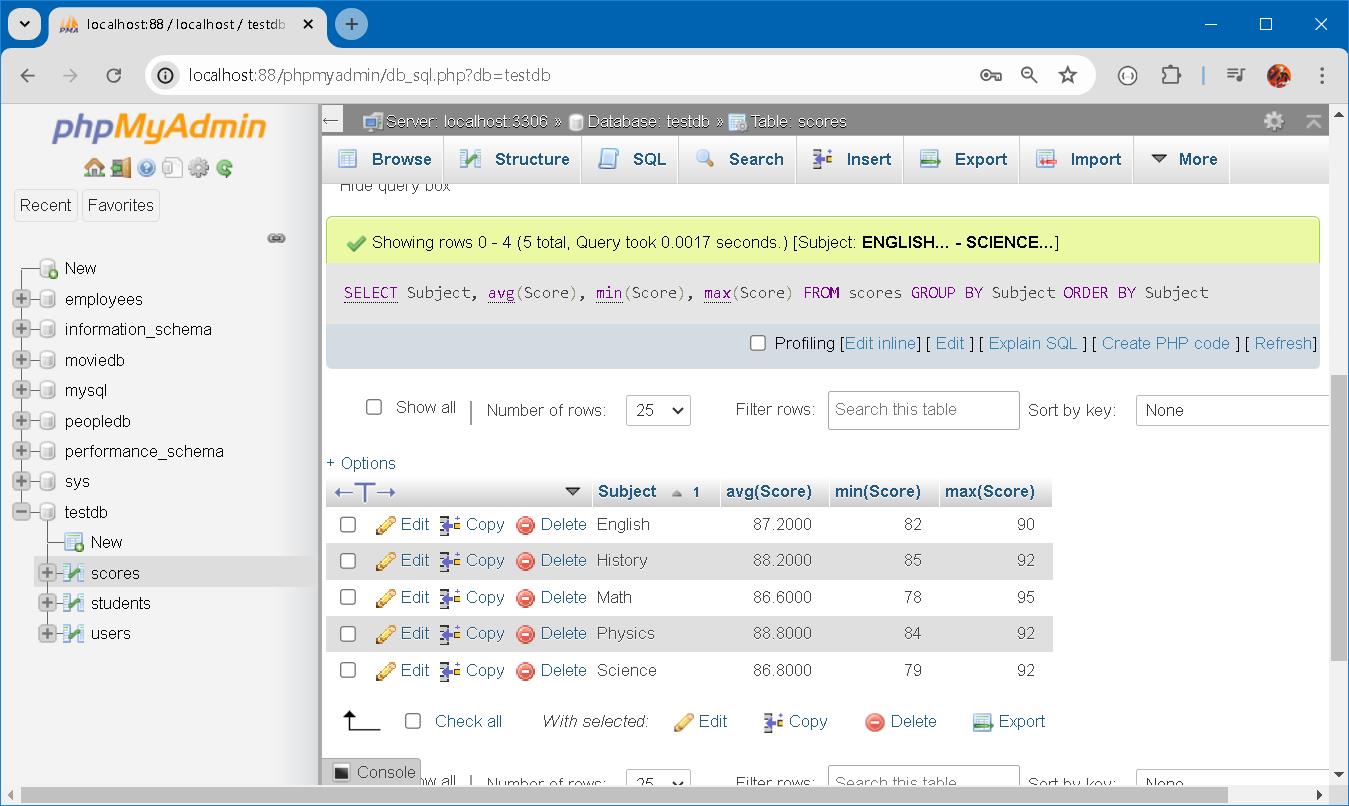 localhost:88 / localhost / testdb
localhost:88/phpmyadmin/db_sql.php?db=testdb
phpMyAdmin
Recent Favorites
New
employees
information_schema
moviedb
mysql
peopledb
performance_schema
sys
testdb
New
scores
students
users
Server: localhost:3306 » Database: testdb » Table: scores
Browse Structure SQL Search Insert Export Import More
Hide query box
Showing rows 0 - 4 (5 total, Query took 0.0017 seconds.) [Subject: ENGLISH... - SCIENCE...]
SELECT Subject, avg(Score), min(Score), max(Score) FROM scores GROUP BY Subject ORDER BY Subject
Profiling [Edit inline] [ Edit ] [ Explain SQL ] [ Create PHP code ] [ Refresh]
Show all | Number of rows: 25 Filter rows: Search this table Sort by key: None
+ Options
←T→ Subject 1 avg(Score) min(Score) max(Score)
Edit Copy Delete English 87.2000 82 90
Edit Copy Delete History 88.2000 85 92
Edit Copy Delete Math 86.6000 78 95
Edit Copy Delete Physics 88.8000 84 92
Edit Copy Delete Science 86.8000 79 92
Check all With selected: Edit Copy Delete Export
Console
ow all | Number of rows: 25 Filter rows: Search this table Sort by key: None